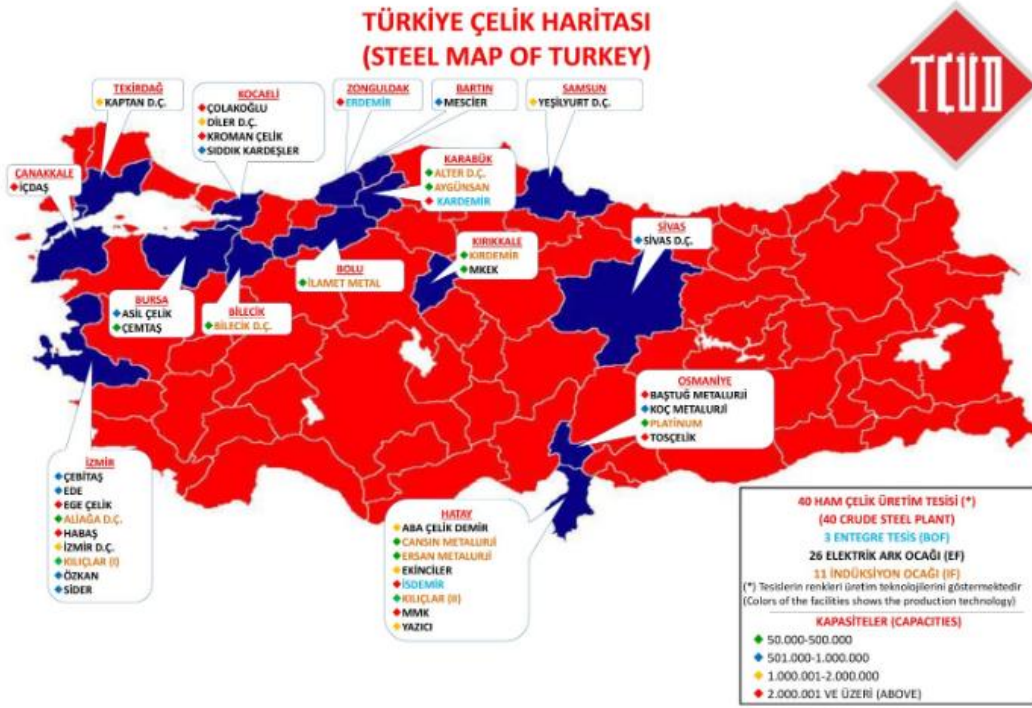 TÜRKİYE ÇELİK HARİTASI
(STEEL MAP OF TURKEY)
TÇÜD
TEKİRDAĞ
KAPTAN D.Ç.
KOCAELİ
ÇOLAKOĞLU
DİLER D.Ç.
KROMAN ÇELİK
SIDDIK KARDEŞLER
ZONGULDAK
ERDEMİR
BARTIN
MESCİER
SAMSUN
YEŞİLYURT D.Ç.
ÇANAKKALE
İÇDAŞ
KARABÜK
ALTER D.Ç.
AYGÜNSAN
KARDEMİR
SİVAS
SİVAS D.Ç.
KIRIKKALE
KIRDEMİR
MKEK
BOLU
İLAMET METAL
BURSA
ASİL ÇELİK
ÇEMTAŞ
BİLECİK
BİLECİK D.Ç.
OSMANİYE
BAŞTUĞ METALURJİ
KOÇ METALURJİ
PLATINUM
TOSÇELİK
İZMİR
ÇEBİTAŞ
EDE
EGE ÇELİK
ALİAĞA D.Ç.
HABAŞ
İZMİR D.Ç.
KILIÇLAR (I)
ÖZKAN
SİDER
HATAY
ABA ÇELİK DEMİR
CANSIN METALURJİ
ERSAN METALURJİ
EKİNCİLER
İSDEMİR
KILIÇLAR (II)
MMK
YAZICI
40 HAM ÇELİK ÜRETİM TESİSİ (*)
(40 CRUDE STEEL PLANT)
3 ENTEGRE TESİS (BOF)
26 ELEKTRİK ARK OCAĞI (EF)
11 İNDÜKSİYON OCAĞI (IF)
(*) Tesislerin renkleri üretim teknolojilerini göstermektedir
(Colors of the facilities shows the production technology)
KAPASİTELER (CAPACITIES)
50.000-500.000
501.000-1.000.000
1.000.001-2.000.000
2.000.001 VE ÜZERİ (ABOVE)